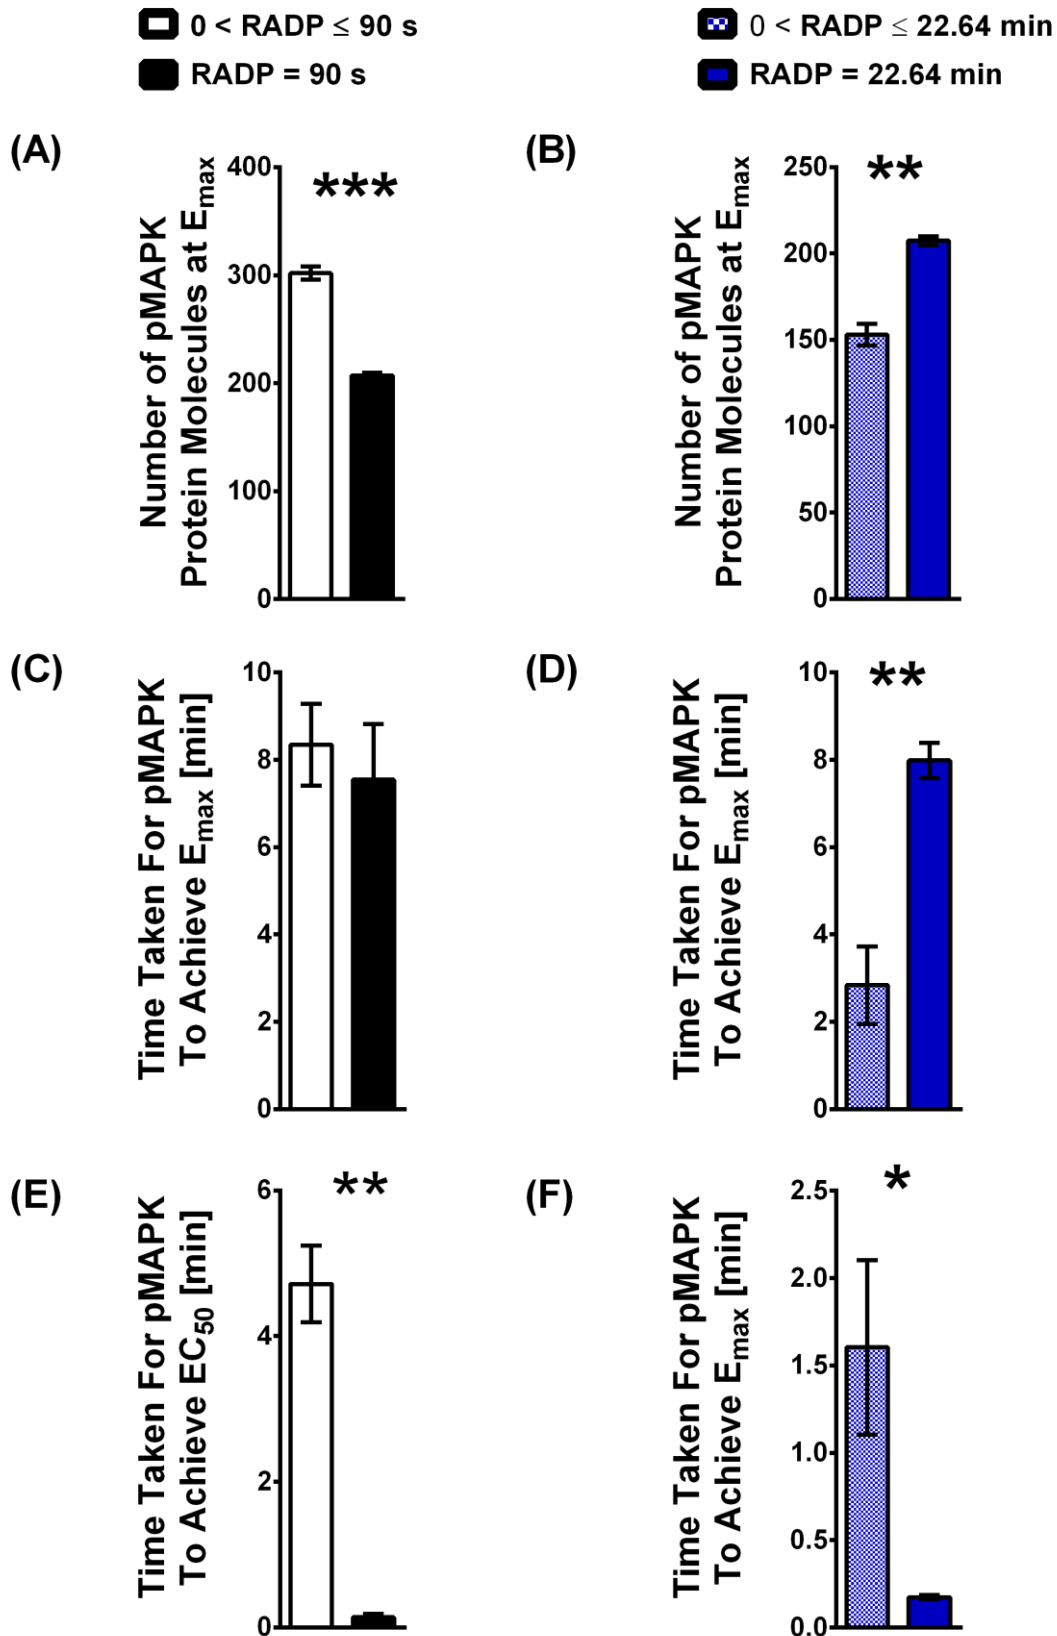 0 < RADP ≤ 90 s
RADP = 90 s
0 < RADP ≤ 22.64 min
RADP = 22.64 min
(A)
Number of pMAPK
Protein Molecules at Emax
400
300
200
100
0
***
(B)
Number of pMAPK
Protein Molecules at Emax
250
200
150
100
50
0
**
(C)
Time Taken For pMAPK
To Achieve Emax [min]
10
8
6
4
2
0
(D)
Time Taken For pMAPK
To Achieve Emax [min]
10
8
6
4
2
0
**
(E)
Time Taken For pMAPK
To Achieve EC50 [min]
6
4
2
0
**
(F)
Time Taken For pMAPK
To Achieve Emax [min]
2.5
2.0
1.5
1.0
0.5
0.0
*